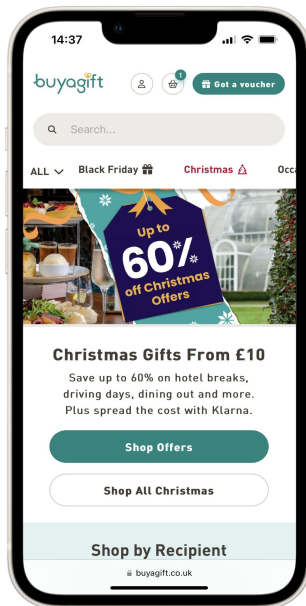 14:37
buyagift
1
Got a voucher
Search...
ALL
Black Friday
Christmas
Occa
Up to
60%
off Christmas
Offers
Christmas Gifts From £10
Save up to 60% on hotel breaks,
driving days, dining out and more.
Plus spread the cost with Klarna.
Shop Offers
Shop All Christmas
Shop by Recipient
buyagift.co.uk